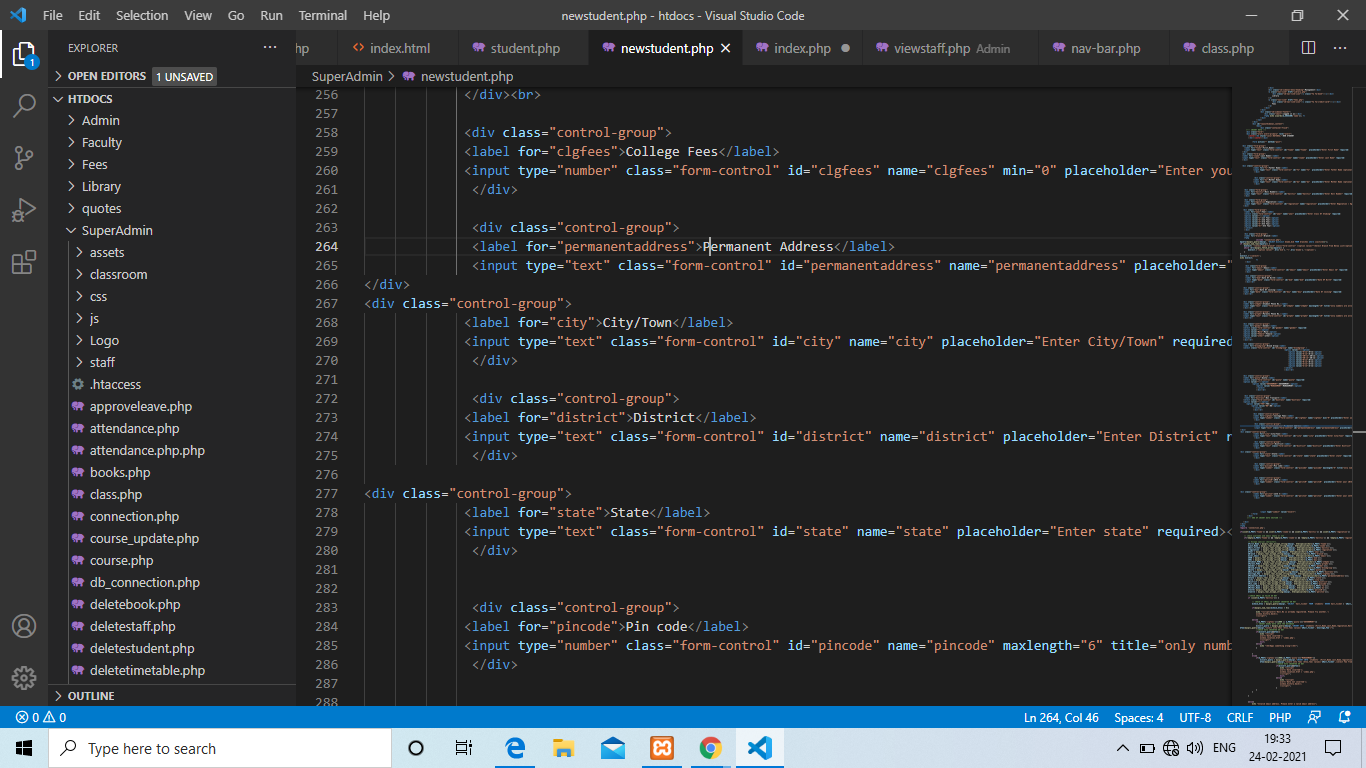 File Edit Selection View Go Run Terminal Help
newstudent.php - htdocs - Visual Studio Code
EXPLORER
hp
index.html
student.php
newstudent.php
index.php
viewstaff.php Admin
nav-bar.php
class.php
1
OPEN EDITORS 1 UNSAVED
HTDOCS
Admin
Faculty
Fees
Library
quotes
SuperAdmin
assets
classroom
css
js
Logo
staff
.htaccess
approveleave.php
attendance.php
attendance.php.php
books.php
class.php
connection.php
course_update.php
course.php
db_connection.php
deletebook.php
deletestaff.php
deletestudent.php
deletetimetable.php
OUTLINE
SuperAdmin > newstudent.php
256 </div><br>
257
258 <div class="control-group">
259 <label for="clgfees">College Fees</label>
260 <input type="number" class="form-control" id="clgfees" name="clgfees" min="0" placeholder="Enter you
261 </div>
262
263 <div class="control-group">
264 <label for="permanentaddress">Permanent Address</label>
265 <input type="text" class="form-control" id="permanentaddress" name="permanentaddress" placeholder="
266 </div>
267 <div class="control-group">
268 <label for="city">City/Town</label>
269 <input type="text" class="form-control" id="city" name="city" placeholder="Enter City/Town" required
270 </div>
271
272 <div class="control-group">
273 <label for="district">District</label>
274 <input type="text" class="form-control" id="district" name="district" placeholder="Enter District" r
275 </div>
276
277 <div class="control-group">
278 <label for="state">State</label>
279 <input type="text" class="form-control" id="state" name="state" placeholder="Enter state" required><
280 </div>
281
282
283 <div class="control-group">
284 <label for="pincode">Pin code</label>
285 <input type="number" class="form-control" id="pincode" name="pincode" maxlength="6" title="only numb
286 </div>
287
288
0 0
Ln 264, Col 46 Spaces: 4 UTF-8 CRLF PHP
Type here to search
ENG
19:33
24-02-2021